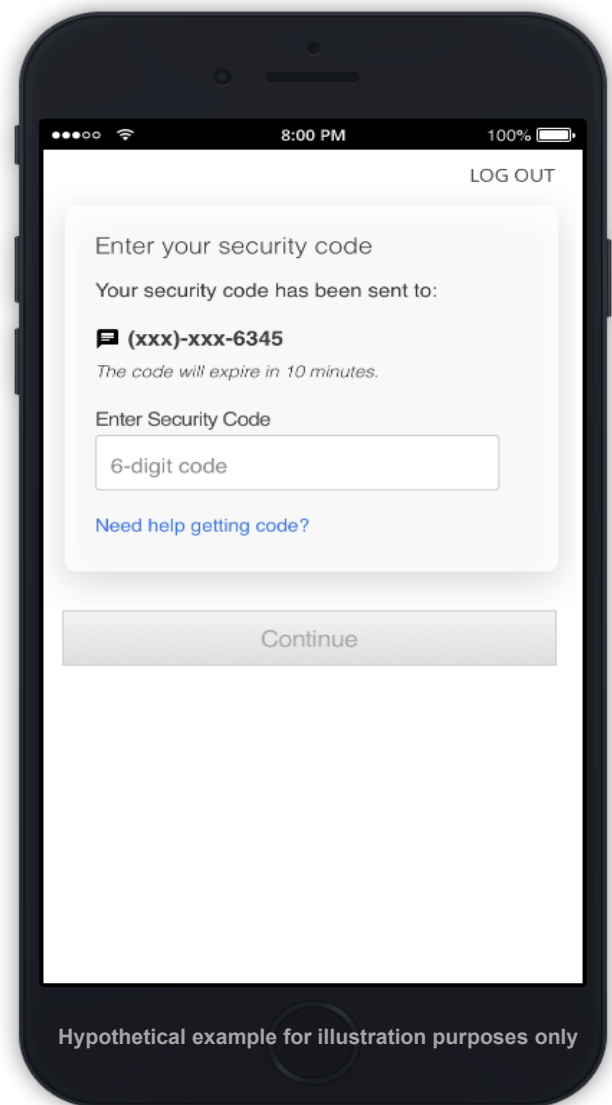 8:00 PM 100%
LOG OUT
Enter your security code
Your security code has been sent to:
(xxx)-xxx-6345
The code will expire in 10 minutes.
Enter Security Code
6-digit code
Need help getting code?
Continue
Hypothetical example for illustration purposes only